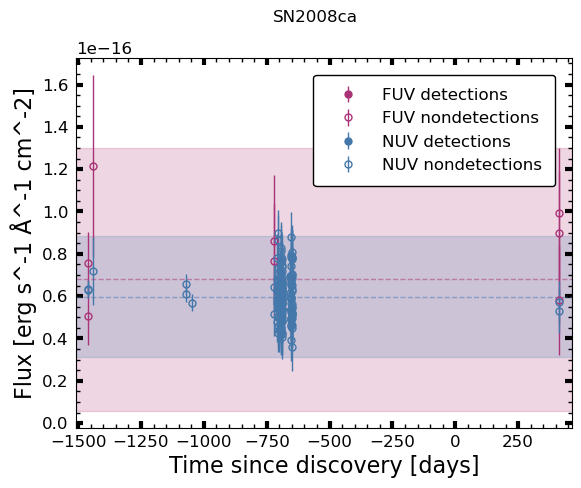 SN2008ca
1e−16
1.6
1.4
1.2
1.0
0.8
0.6
0.4
0.2
0.0
Flux [erg s^-1 Å^-1 cm^-2]
FUV detections
FUV nondetections
NUV detections
NUV nondetections
−1500 −1250 −1000 −750 −500 −250 0 250
Time since discovery [days]